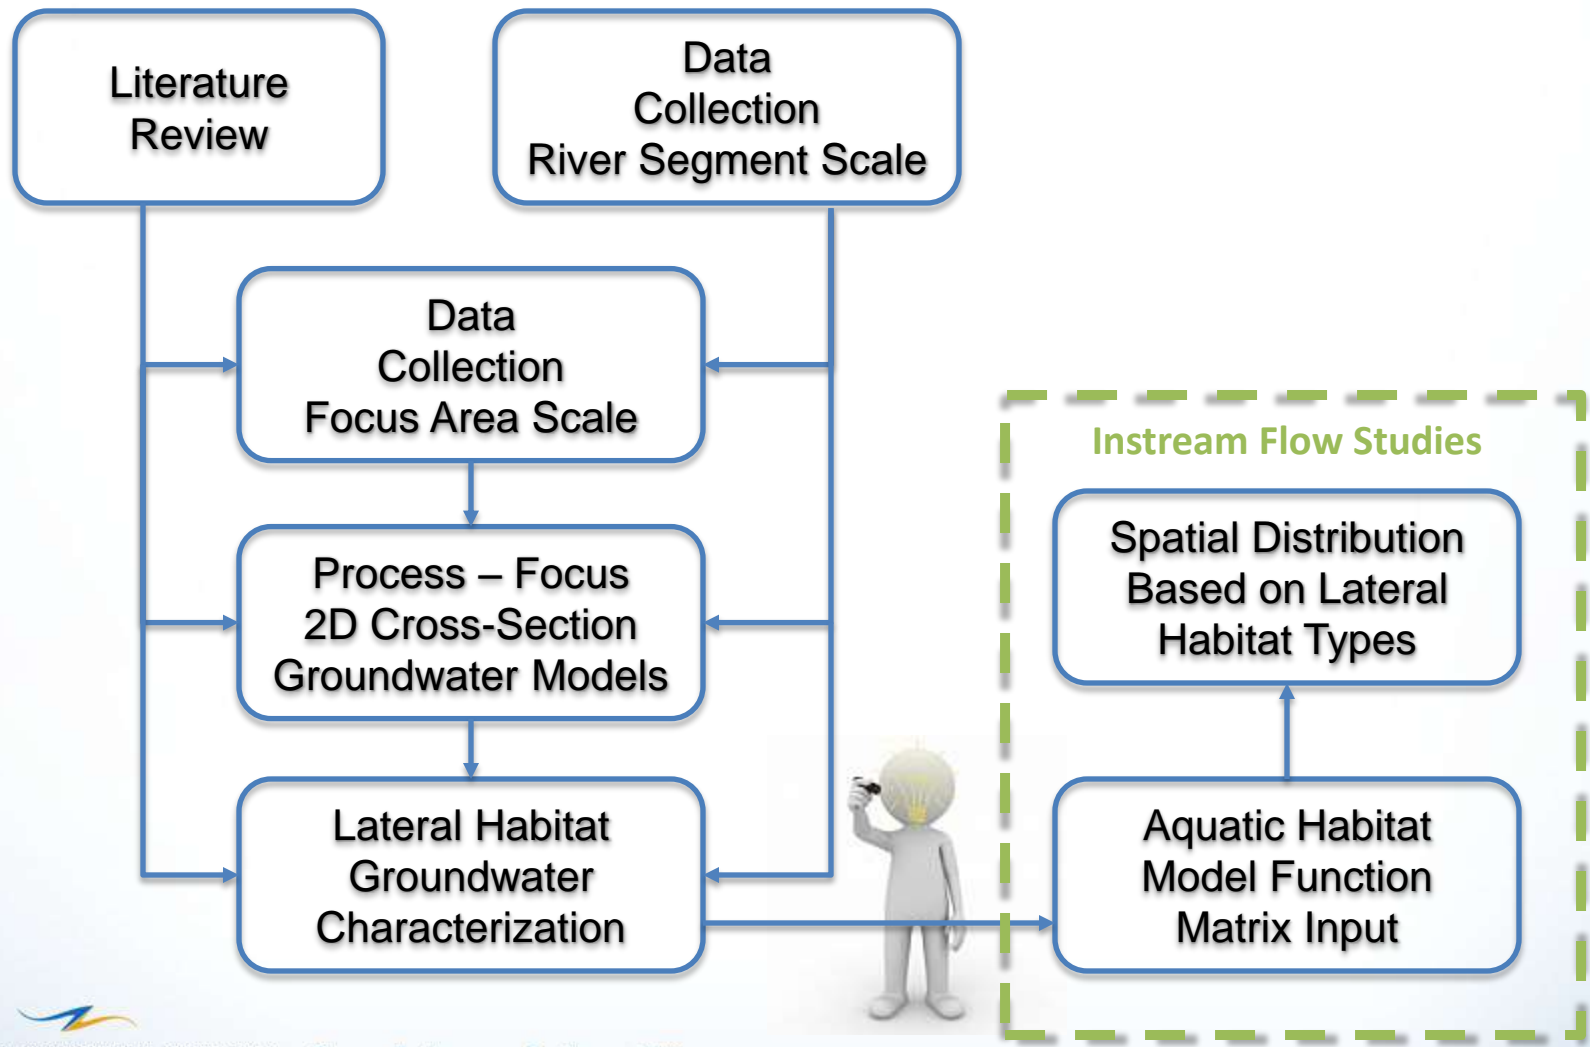 Literature
Review
Data
Collection
River Segment Scale
Data
Collection
Focus Area Scale
Process – Focus
2D Cross-Section
Groundwater Models
Lateral Habitat
Groundwater
Characterization
Instream Flow Studies
Spatial Distribution
Based on Lateral
Habitat Types
Aquatic Habitat
Model Function
Matrix Input